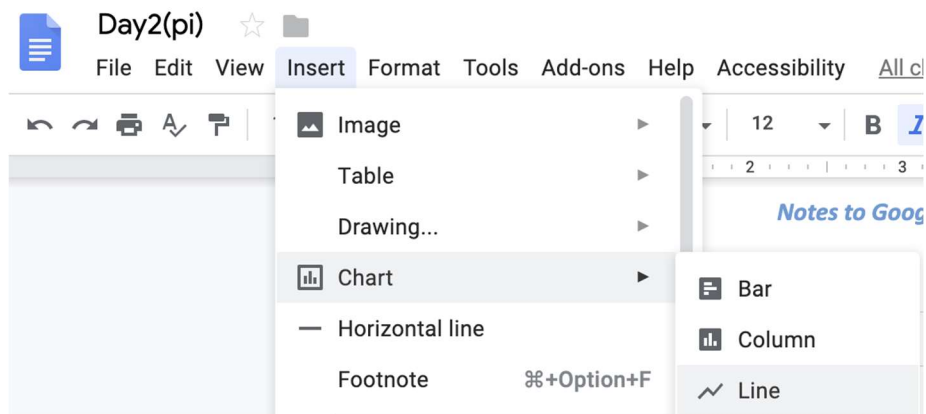 Day2(pi)
File Edit View Insert Format Tools Add-ons Help Accessibility All
12 B I
Image
2 3
Table
Notes to
Drawing...
Chart
Bar
Horizontal line
Column
Footnote ⌘+Option+F
Line